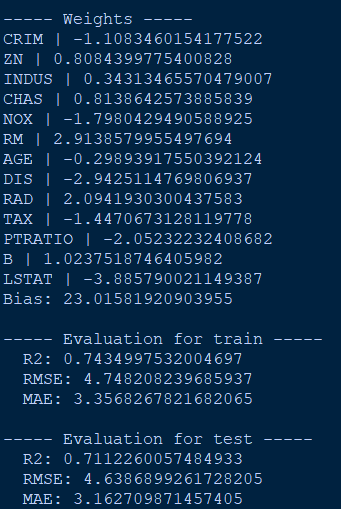 ----- Weights -----
CRIM | -1.1083460154177522
ZN | 0.8084399775400828
INDUS | 0.34313465570479007
CHAS | 0.8138642573885839
NOX | -1.7980429490588925
RM | 2.9138579955497694
AGE | -0.29893917550392124
DIS | -2.9425114769806937
RAD | 2.0941930300437583
TAX | -1.4470673128119778
PTRATIO | -2.05232232408682
B | 1.0237518746405982
LSTAT | -3.885790021149387
Bias: 23.01581920903955

----- Evaluation for train -----
  R2: 0.7434997532004697
  RMSE: 4.748208239685937
  MAE: 3.3568267821682065

----- Evaluation for test -----
  R2: 0.7112260057484933
  RMSE: 4.6386899261728205
  MAE: 3.162709871457405